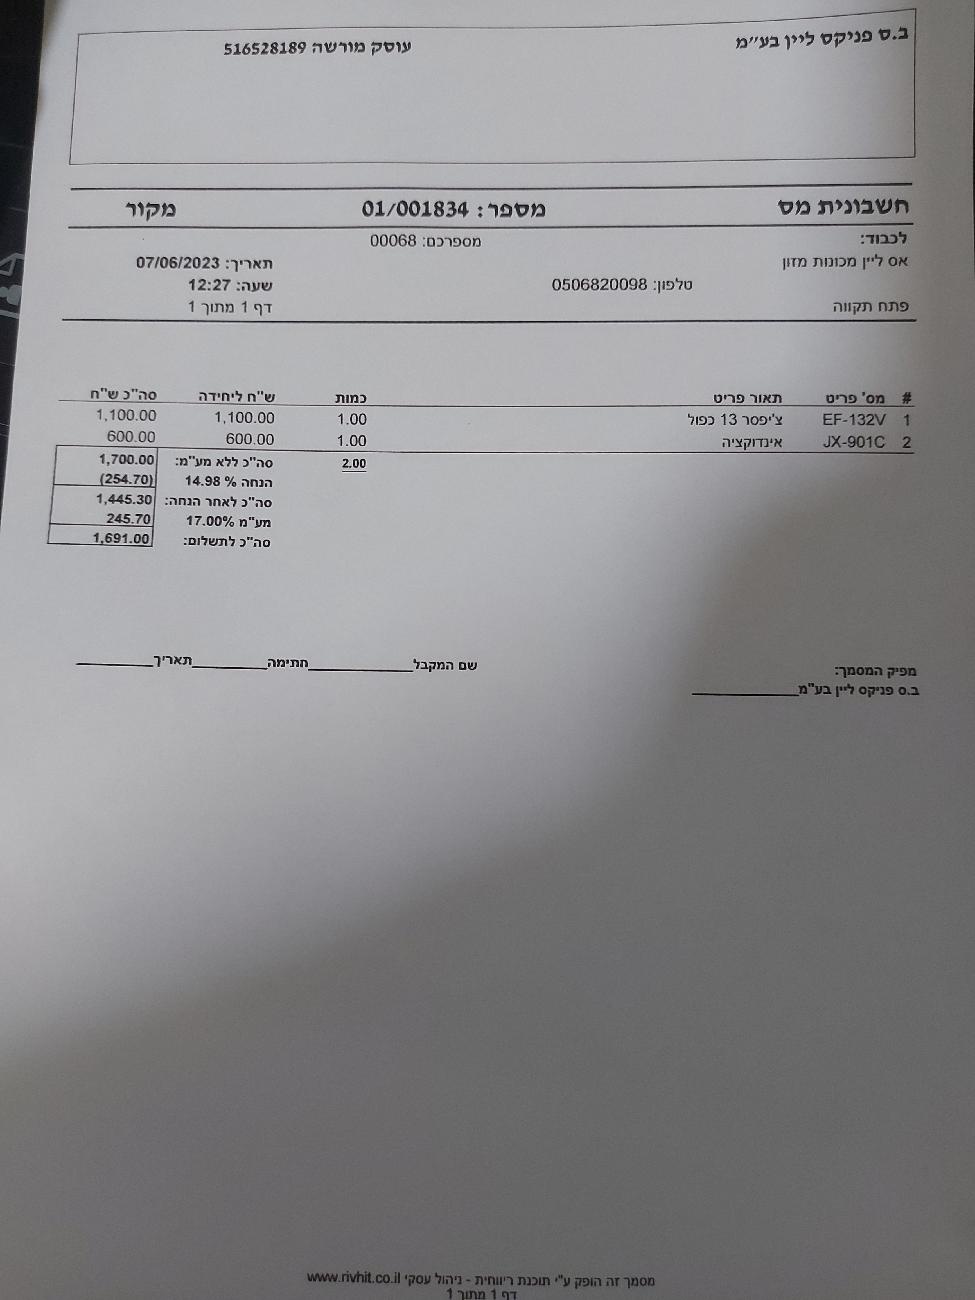 ב.ס פניקס ליין בע"מ עוסק מורשה 516528189
חשבונית מס מספר: 01/001834 מקור
לכבוד: מספרכם: 00068
אס ליין מכונות מזון תאריך: 07/06/2023
טלפון: 0506820098 שעה: 12:27
פתח תקווה דף 1 מתוך 1
# מס' פריט תאור פריט כמות ש"ח ליחידה סה"כ ש"ח
1 EF-132V צ'יפסר 13 כפול 1.00 1,100.00 1,100.00
2 JX-901C אינדוקציה 1.00 600.00 600.00
2.00 סה"כ ללא מע"מ: 1,700.00
הנחה % 14.98 (254.70)
סה"כ לאחר הנחה: 1,445.30
מע"מ 17.00% 245.70
סה"כ לתשלום: 1,691.00
שם המקבל______________חתימה__________תאריך__________
מפיק המסמך:
ב.ס פניקס ליין בע"מ______________
מסמך זה הופק ע"י תוכנת ריווחית - ניהול עסקי www.rivhit.co.il
דף 1 מתוך 1